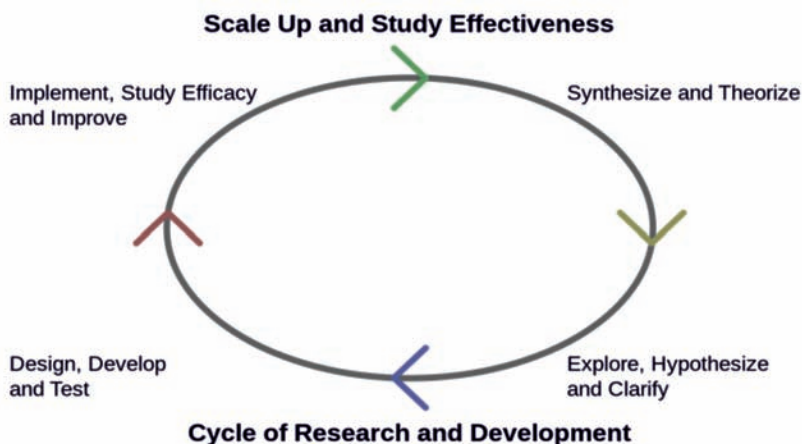 Scale Up and Study Effectiveness
Implement, Study Efficacy
and Improve
Synthesize and Theorize
Design, Develop
and Test
Explore, Hypothesize
and Clarify
Cycle of Research and Development